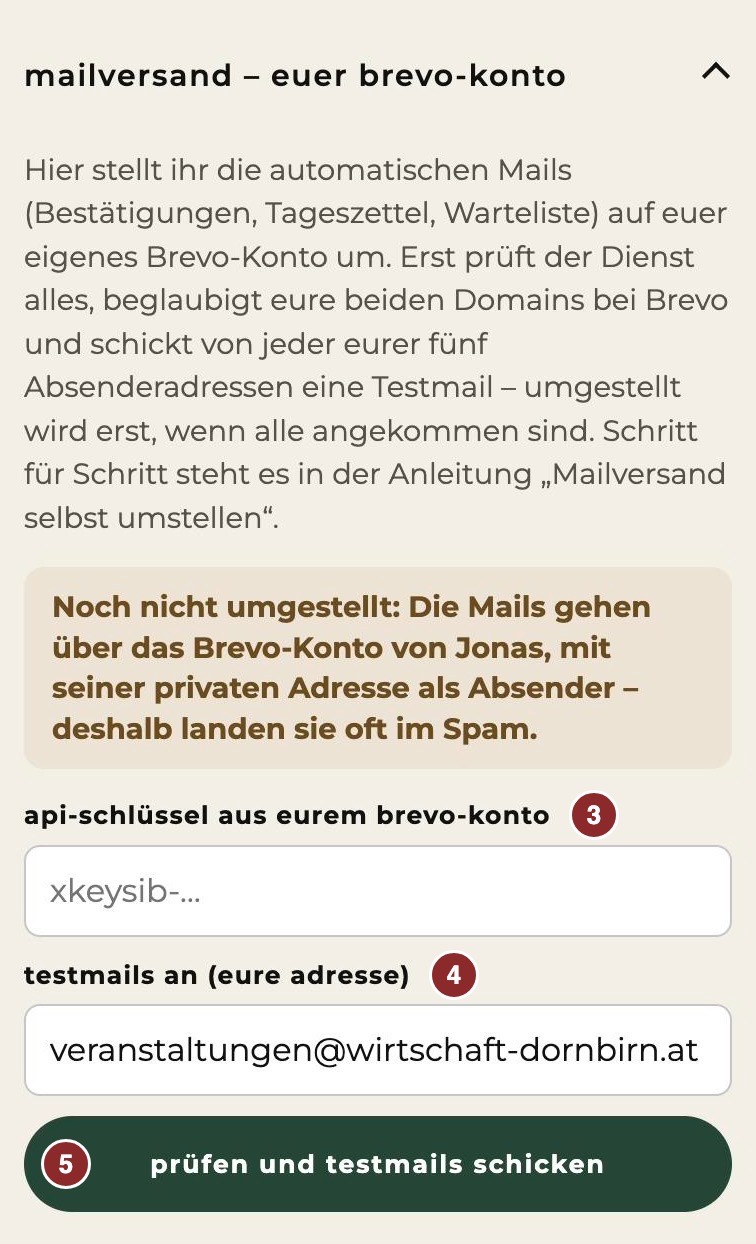 mailversand – euer brevo-konto
Hier stellt ihr die automatischen Mails
(Bestätigungen, Tageszettel, Warteliste) auf euer
eigenes Brevo-Konto um. Erst prüft der Dienst
alles, beglaubigt eure beiden Domains bei Brevo
und schickt von jeder eurer fünf
Absenderadressen eine Testmail – umgestellt
wird erst, wenn alle angekommen sind. Schritt
für Schritt steht es in der Anleitung „Mailversand
selbst umstellen“.
Noch nicht umgestellt: Die Mails gehen
über das Brevo-Konto von Jonas, mit
seiner privaten Adresse als Absender –
deshalb landen sie oft im Spam.
api-schlüssel aus eurem brevo-konto 3
xkeysib-...
testmails an (eure adresse) 4
veranstaltungen@wirtschaft-dornbirn.at
5 prüfen und testmails schicken